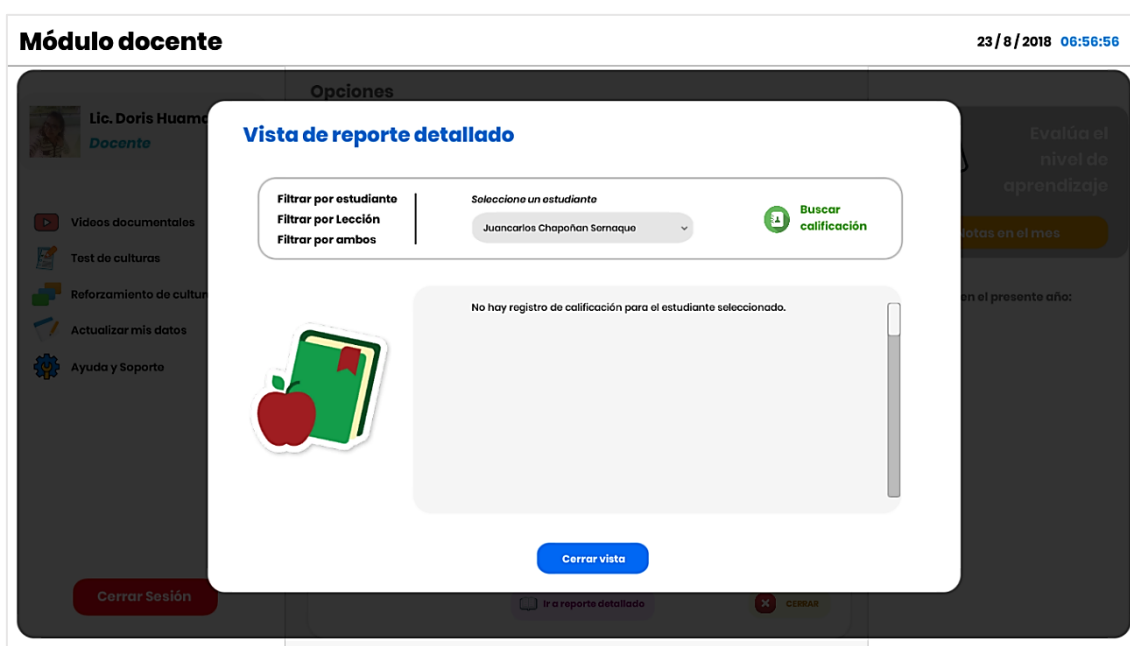 Módulo docente
23/8/2018 06:56:56
Opciones
Lic. Doris Huama
Docente
Videos documentales
Test de culturas
Reforzamiento de cultur
Actualizar mis datos
Ayuda y Soporte
Cerrar Sesión
Vista de reporte detallado
Filtrar por estudiante
Filtrar por Lección
Filtrar por ambos
Seleccione un estudiante
Juancarlos Chapoñan Sernaque
Buscar
calificación
No hay registro de calificación para el estudiante seleccionado.
Cerrar vista
Ir a reporte detallado
CERRAR
Evalúa el
nivel de
aprendizaje
otas en el mes
en el presente año: